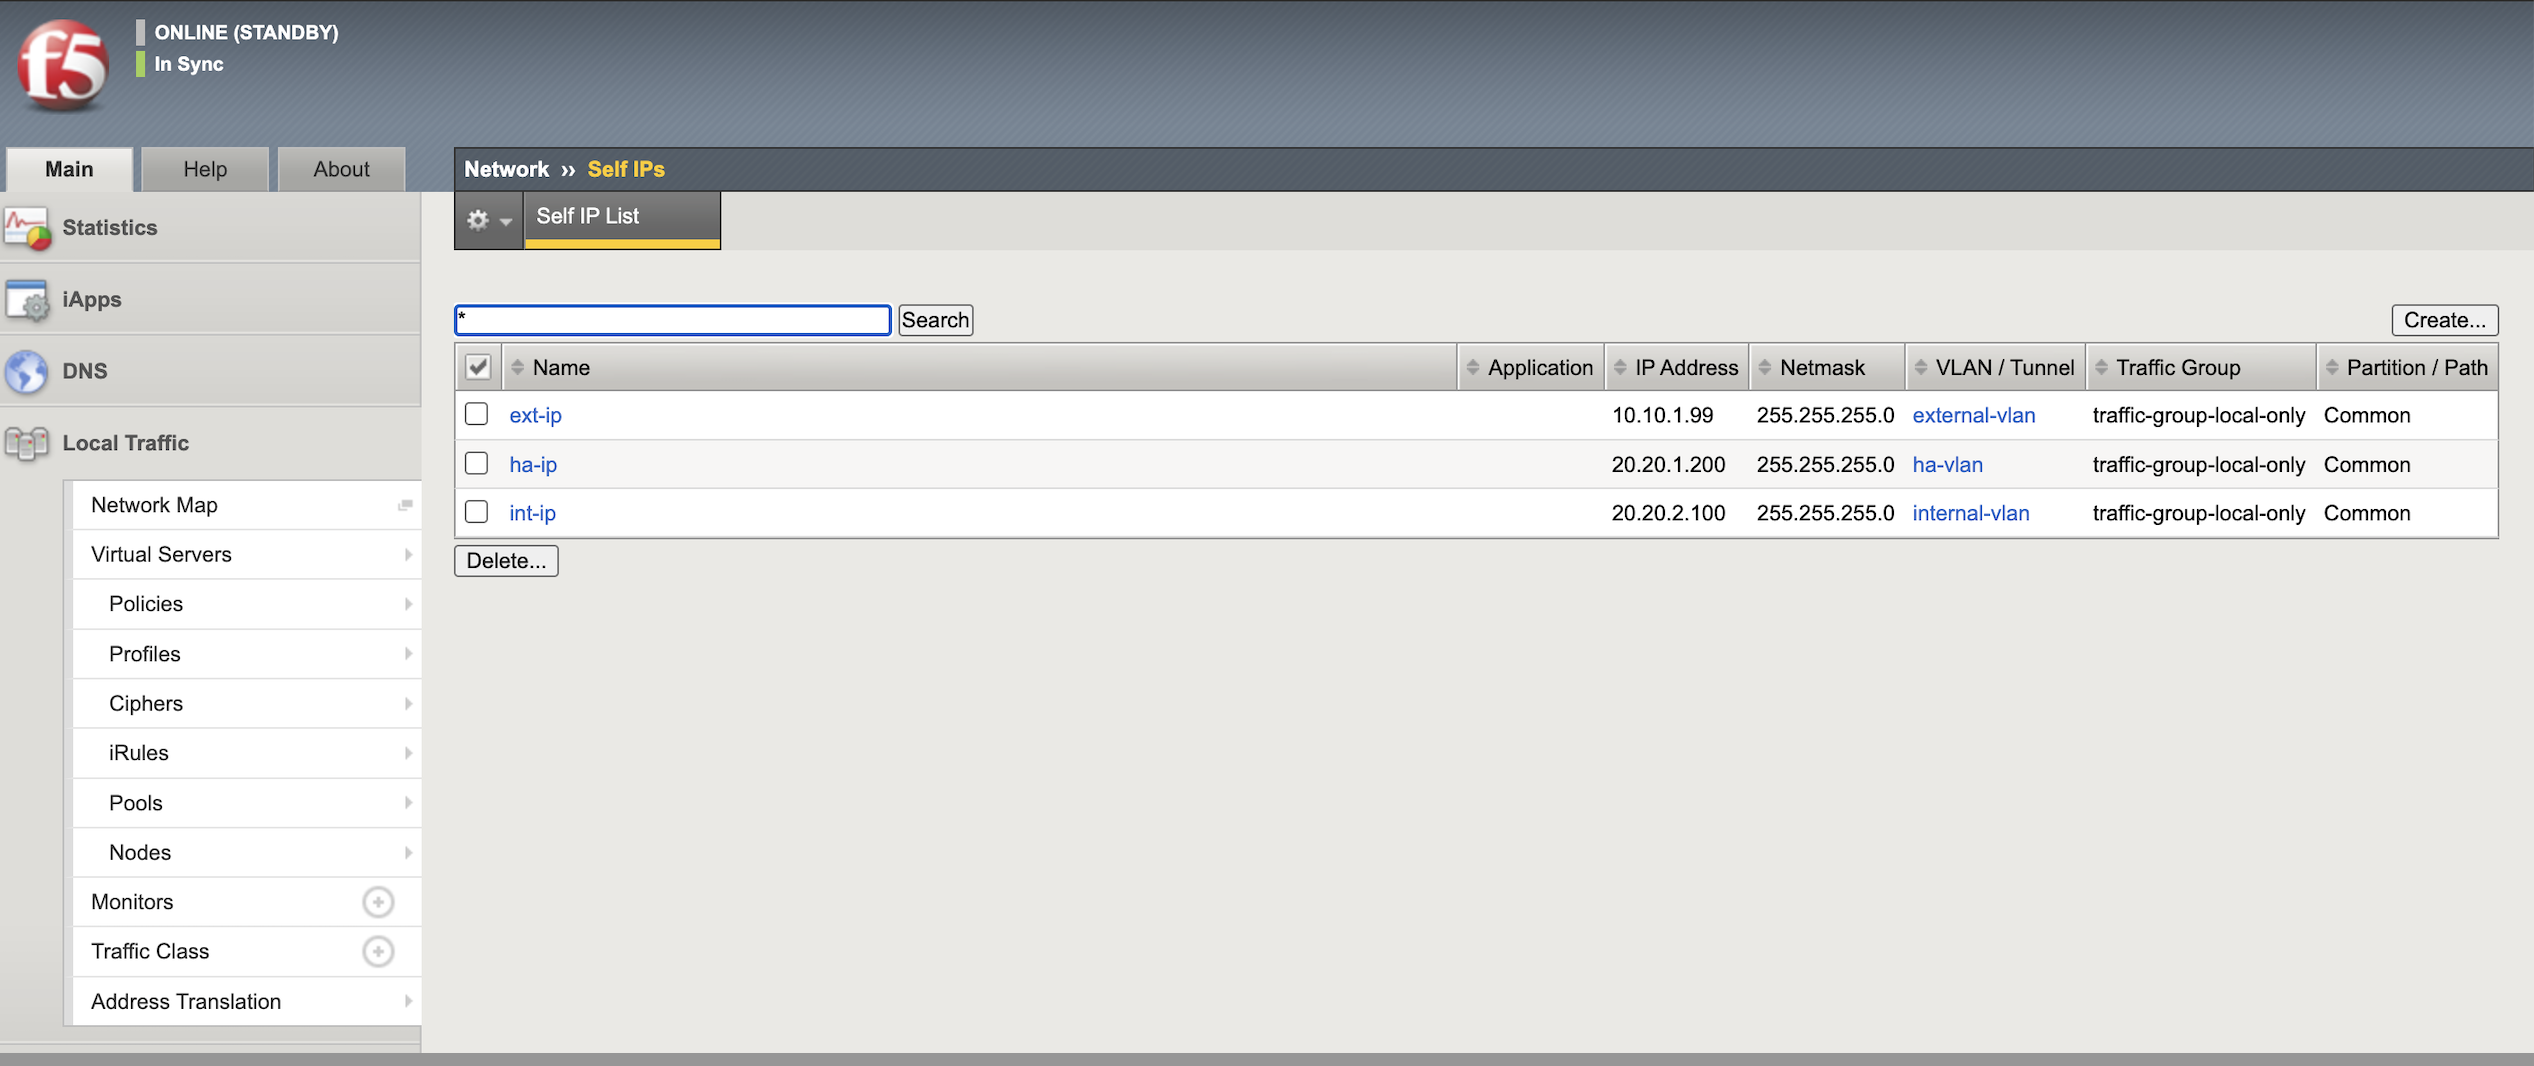 f5
ONLINE (STANDBY)
In Sync
Main
Help
About
Network ›› Self IPs
Self IP List
Statistics
iApps
DNS
Local Traffic
Network Map
Virtual Servers
Policies
Profiles
Ciphers
iRules
Pools
Nodes
Monitors
Traffic Class
Address Translation
* Search Create...
Name Application IP Address Netmask VLAN / Tunnel Traffic Group Partition / Path
ext-ip 10.10.1.99 255.255.255.0 external-vlan traffic-group-local-only Common
ha-ip 20.20.1.200 255.255.255.0 ha-vlan traffic-group-local-only Common
int-ip 20.20.2.100 255.255.255.0 internal-vlan traffic-group-local-only Common
Delete...